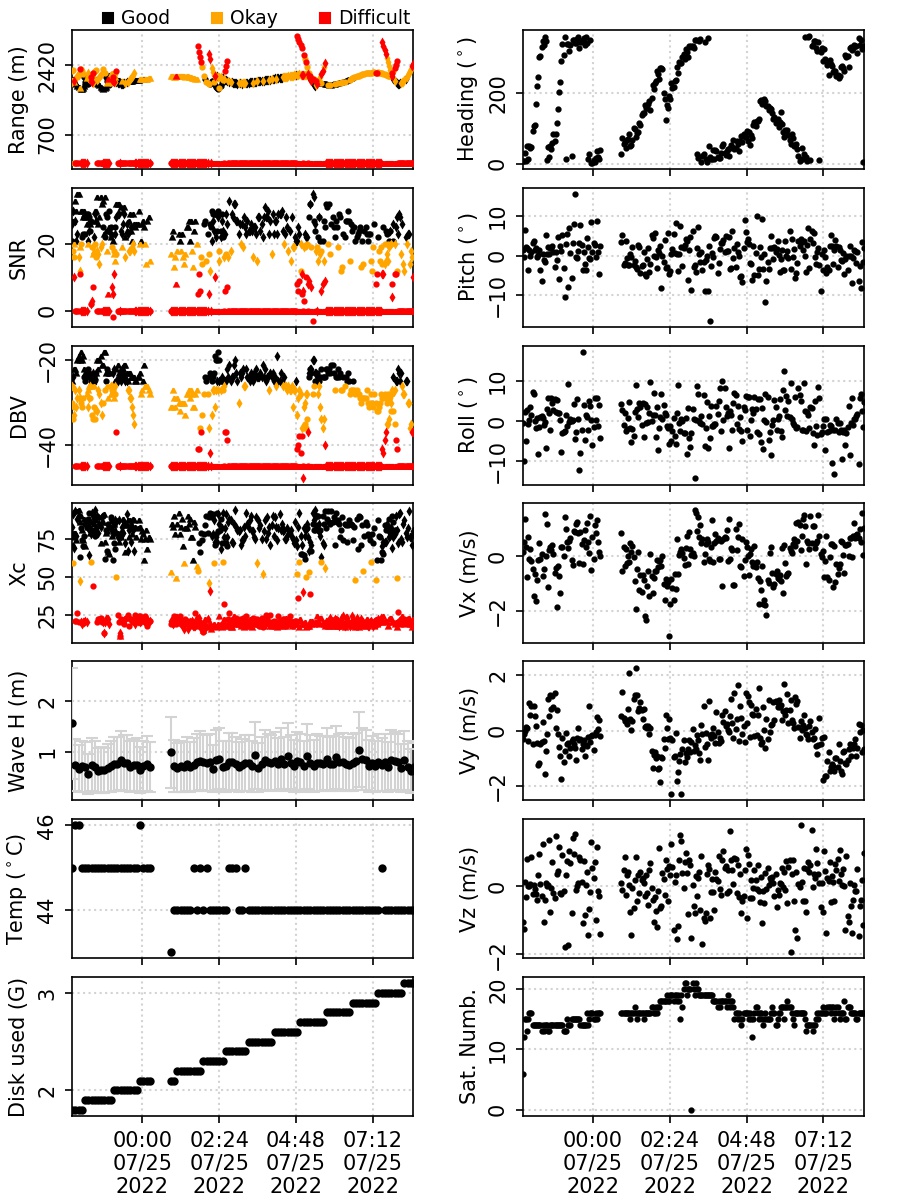 Good Okay Difficult
Range (m)
2420
700
Heading (°)
200
0
SNR
20
0
Pitch (°)
10
0
−10
DBV
−20
−40
Roll (°)
10
0
−10
Xc
75
50
25
Vx (m/s)
0
−2
Wave H (m)
2
1
Vy (m/s)
2
0
−2
Temp (°C)
46
44
Vz (m/s)
0
−2
Disk used (G)
3
2
Sat. Numb.
20
10
0
00:00 02:24 04:48 07:12
07/25 07/25 07/25 07/25
2022 2022 2022 2022
00:00 02:24 04:48 07:12
07/25 07/25 07/25 07/25
2022 2022 2022 2022